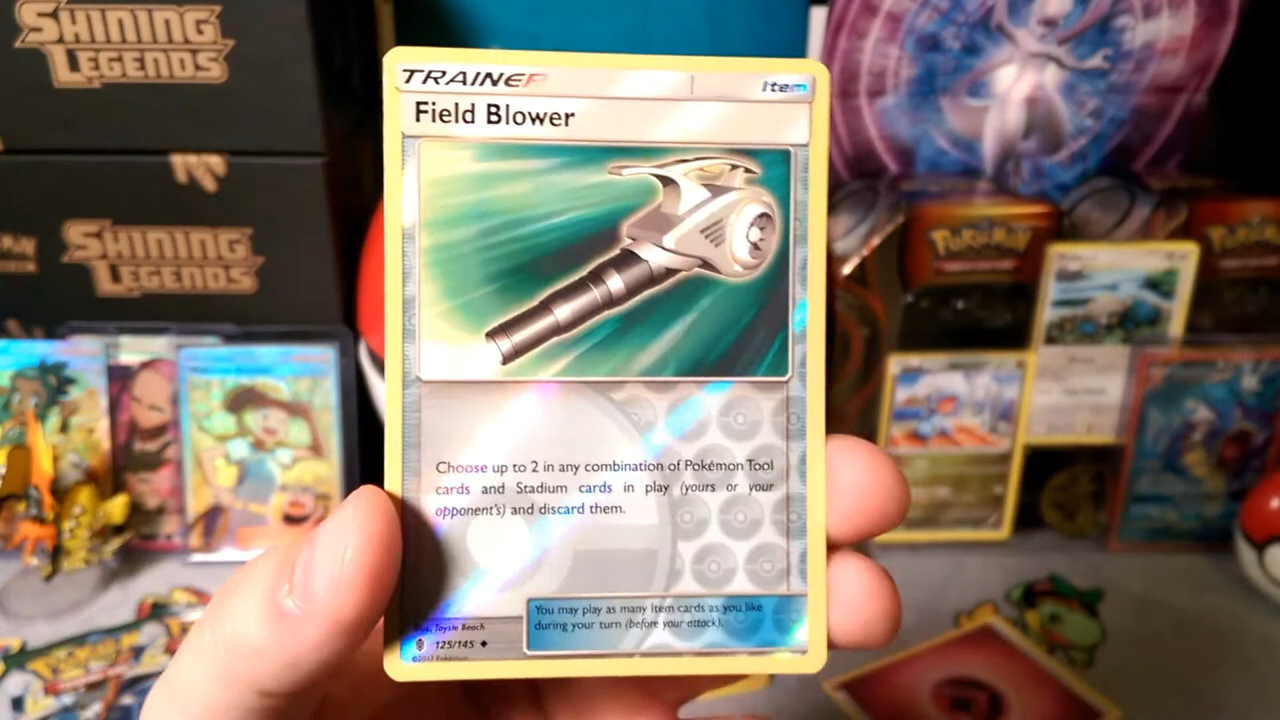 SHINING
LEGENDS
SHINING
LEGENDS
TRAINER
Item
Field Blower
Choose up to 2 in any combination of Pokémon Tool
cards and Stadium cards in play (yours or your
opponent's) and discard them.
You may play as many Item cards as you like
during your turn (before your attack).
Toyste Beach
125/145
©2017 Pokémon
POKÉMON